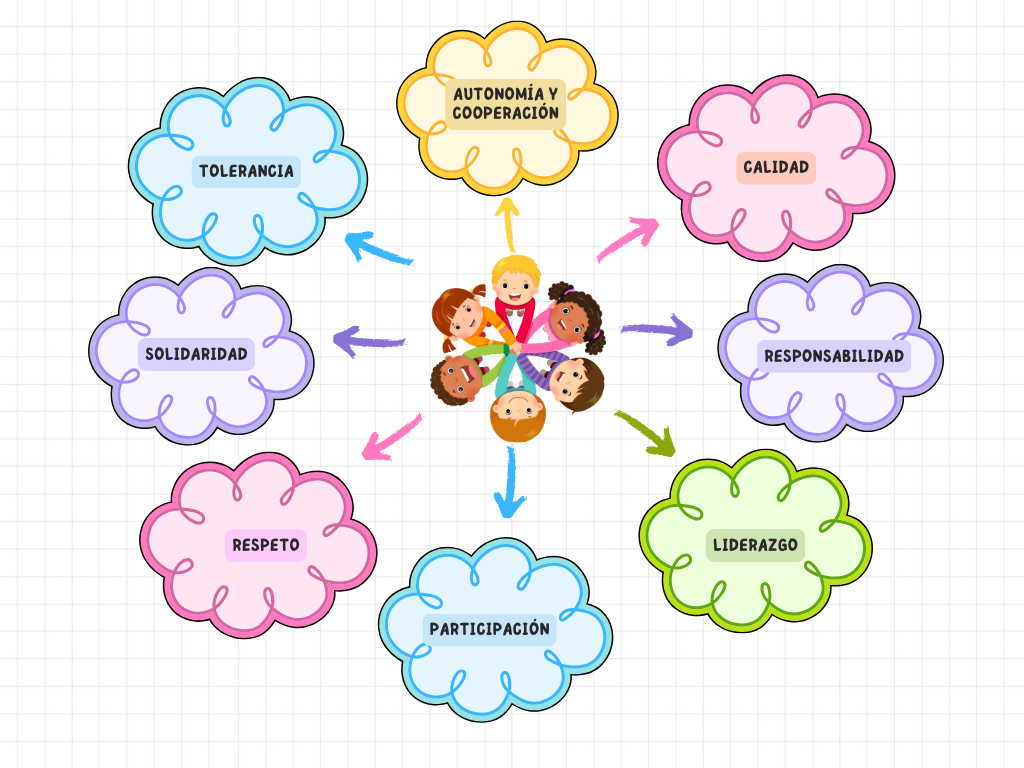 AUTONOMÍA Y
COOPERACIÓN
TOLERANCIA
CALIDAD
SOLIDARIDAD
RESPONSABILIDAD
RESPETO
LIDERAZGO
PARTICIPACIÓN